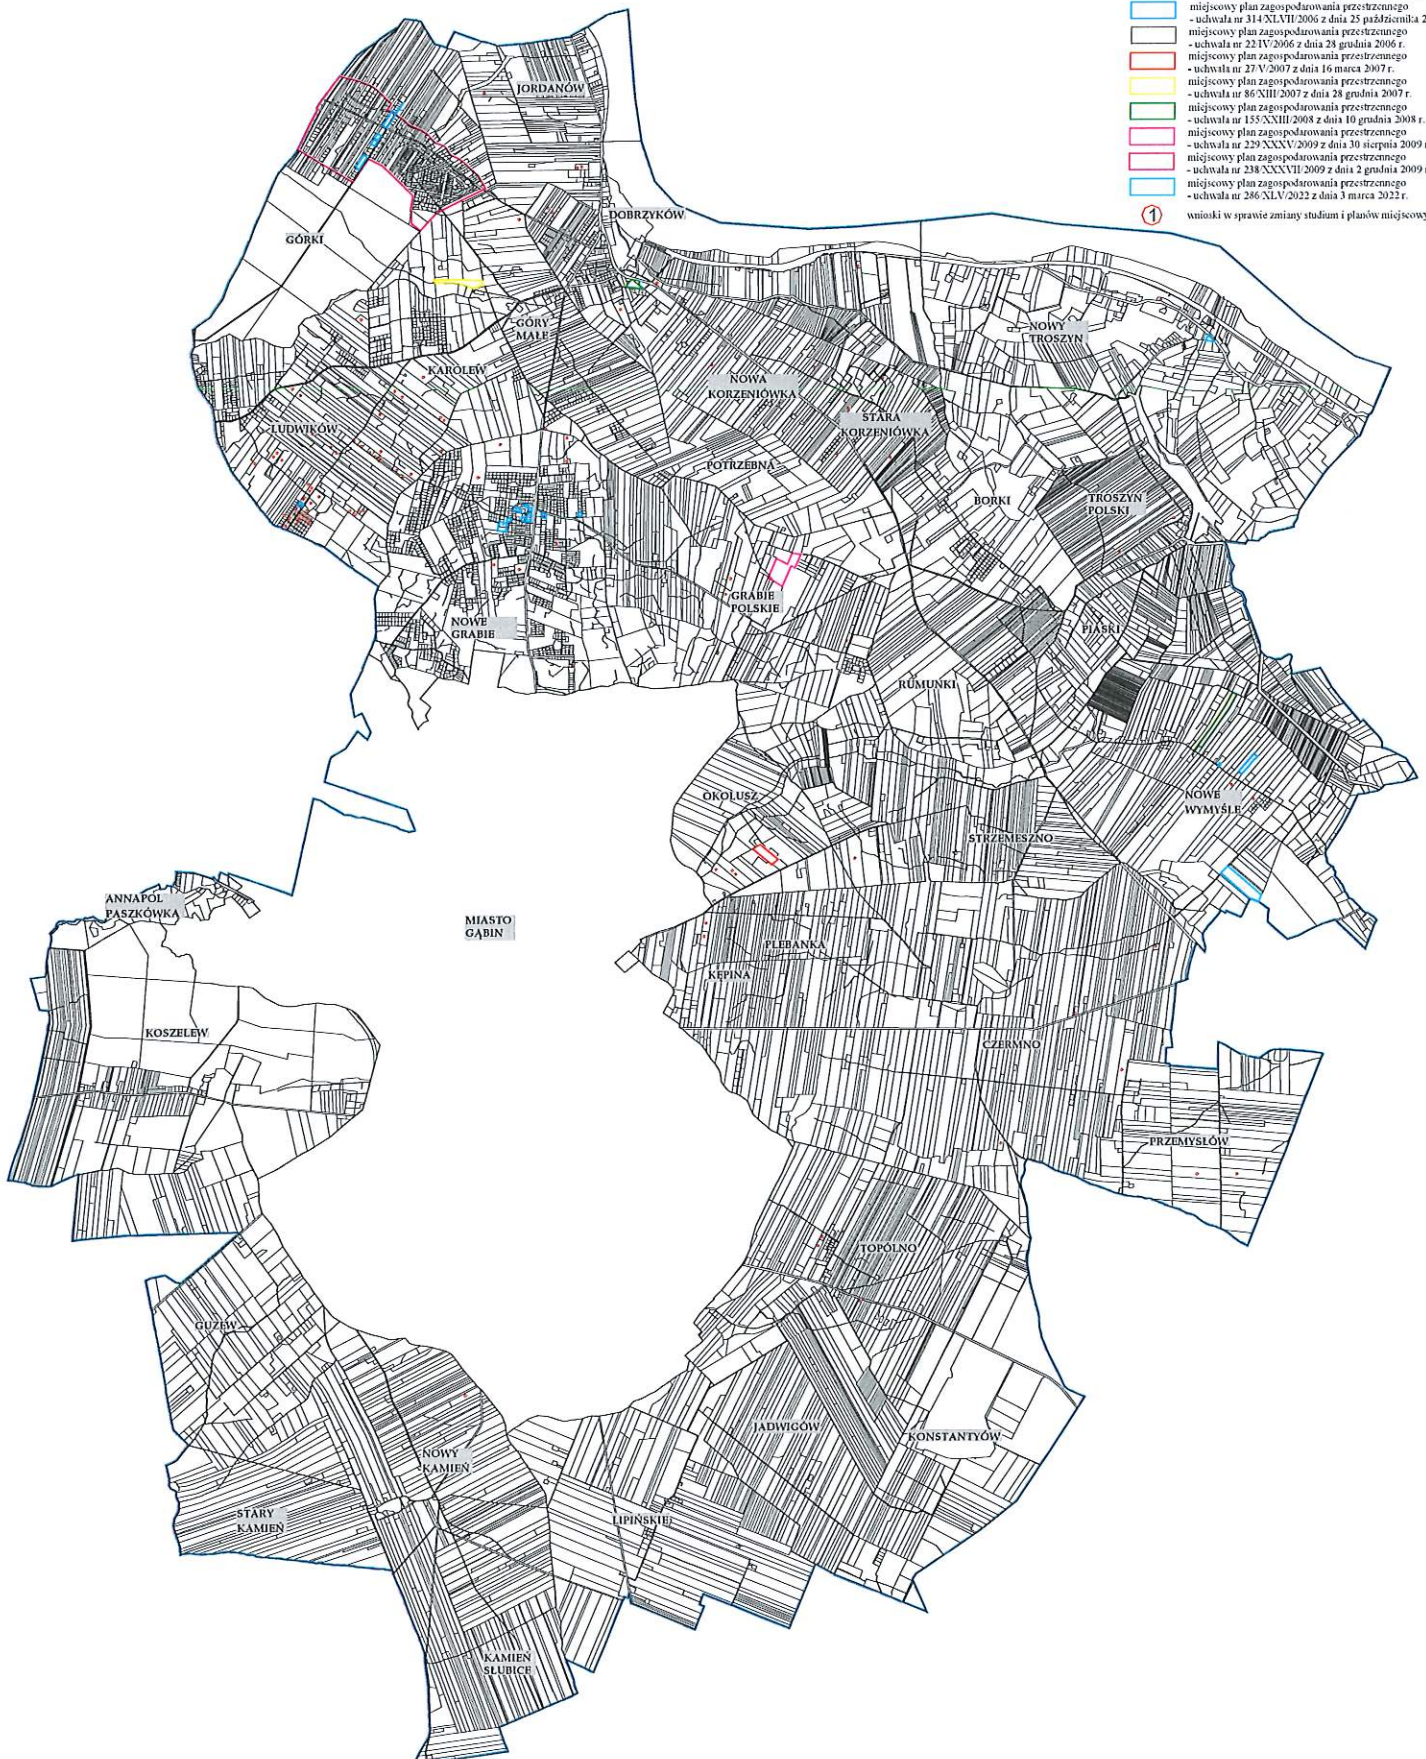 miejscowy plan zagospodarowania przestrzennego
- uchwała nr 314/XLVII/2006 z dnia 25 października 2
miejscowy plan zagospodarowania przestrzennego
- uchwała nr 22/IV/2006 z dnia 28 grudnia 2006 r.
miejscowy plan zagospodarowania przestrzennego
- uchwała nr 27/V/2007 z dnia 16 marca 2007 r.
miejscowy plan zagospodarowania przestrzennego
- uchwała nr 86/XIII/2007 z dnia 28 grudnia 2007 r.
miejscowy plan zagospodarowania przestrzennego
- uchwała nr 155/XXIII/2008 z dnia 10 grudnia 2008 r.
miejscowy plan zagospodarowania przestrzennego
- uchwała nr 229/XXXV/2009 z dnia 30 sierpnia 2009 r
miejscowy plan zagospodarowania przestrzennego
- uchwała nr 238/XXXVII/2009 z dnia 2 grudnia 2009 r
miejscowy plan zagospodarowania przestrzennego
- uchwała nr 286/XLV/2022 z dnia 3 marca 2022 r.
1 wnioski w sprawie zmiany studium i planów miejscowy
JORDANÓW
DOBRZYKÓW
GÓRKI
GÓRY
MAŁE
NOWY
TROSZYN
KAROLEW
NOWA
KORZENIÓWKA
STARA
KORZENIÓWKA
LUDWIKÓW
POTRZEBNA
BORKI
TROSZYN
POLSKI
GRABIE
POLSKIE
NOWE
GRABIE
PIASKI
RUMUNKI
OKOLUSZ
NOWE
WYMYŚLE
STRZEMESZNO
ANNAPOL
PASZKÓWKA
MIASTO
GĄBIN
PLEBANKA
KĘPINA
KOSZELEW
CZERMNO
PRZEMYSŁÓW
TOPÓLNO
GUZEW
JADWIGÓW
KONSTANTYÓW
NOWY
KAMIEŃ
STARY
KAMIEŃ
LIPIŃSKIE
KAMIEŃ
SŁUBICE